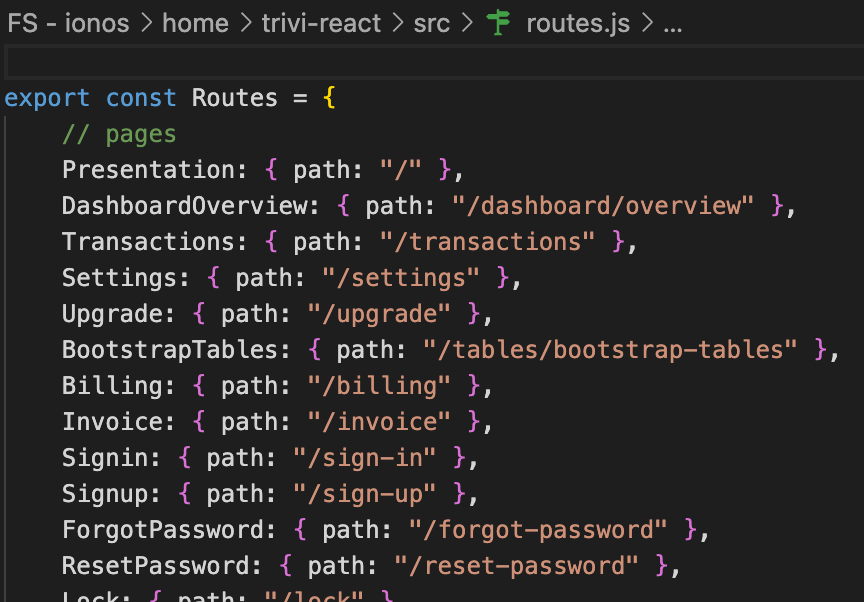 FS - ionos > home > trivi-react > src > routes.js > ...
export const Routes = {
    // pages
    Presentation: { path: "/" },
    DashboardOverview: { path: "/dashboard/overview" },
    Transactions: { path: "/transactions" },
    Settings: { path: "/settings" },
    Upgrade: { path: "/upgrade" },
    BootstrapTables: { path: "/tables/bootstrap-tables" },
    Billing: { path: "/billing" },
    Invoice: { path: "/invoice" },
    Signin: { path: "/sign-in" },
    Signup: { path: "/sign-up" },
    ForgotPassword: { path: "/forgot-password" },
    ResetPassword: { path: "/reset-password" },
    Lock: { path: "/lock" }